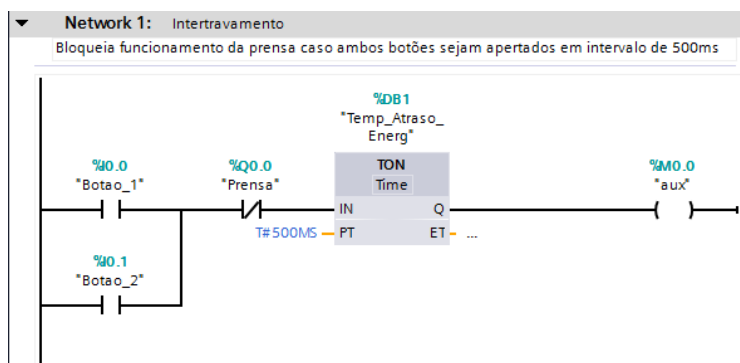 Network 1: Intertravamento
Bloqueia funcionamento da prensa caso ambos botões sejam apertados em intervalo de 500ms
%DB1
"Temp_Atraso_
Energ"
%I0.0
"Botao_1"
%Q0.0
"Prensa"
TON
Time
%M0.0
"aux"
IN Q
T#500MS PT ET ...
%I0.1
"Botao_2"